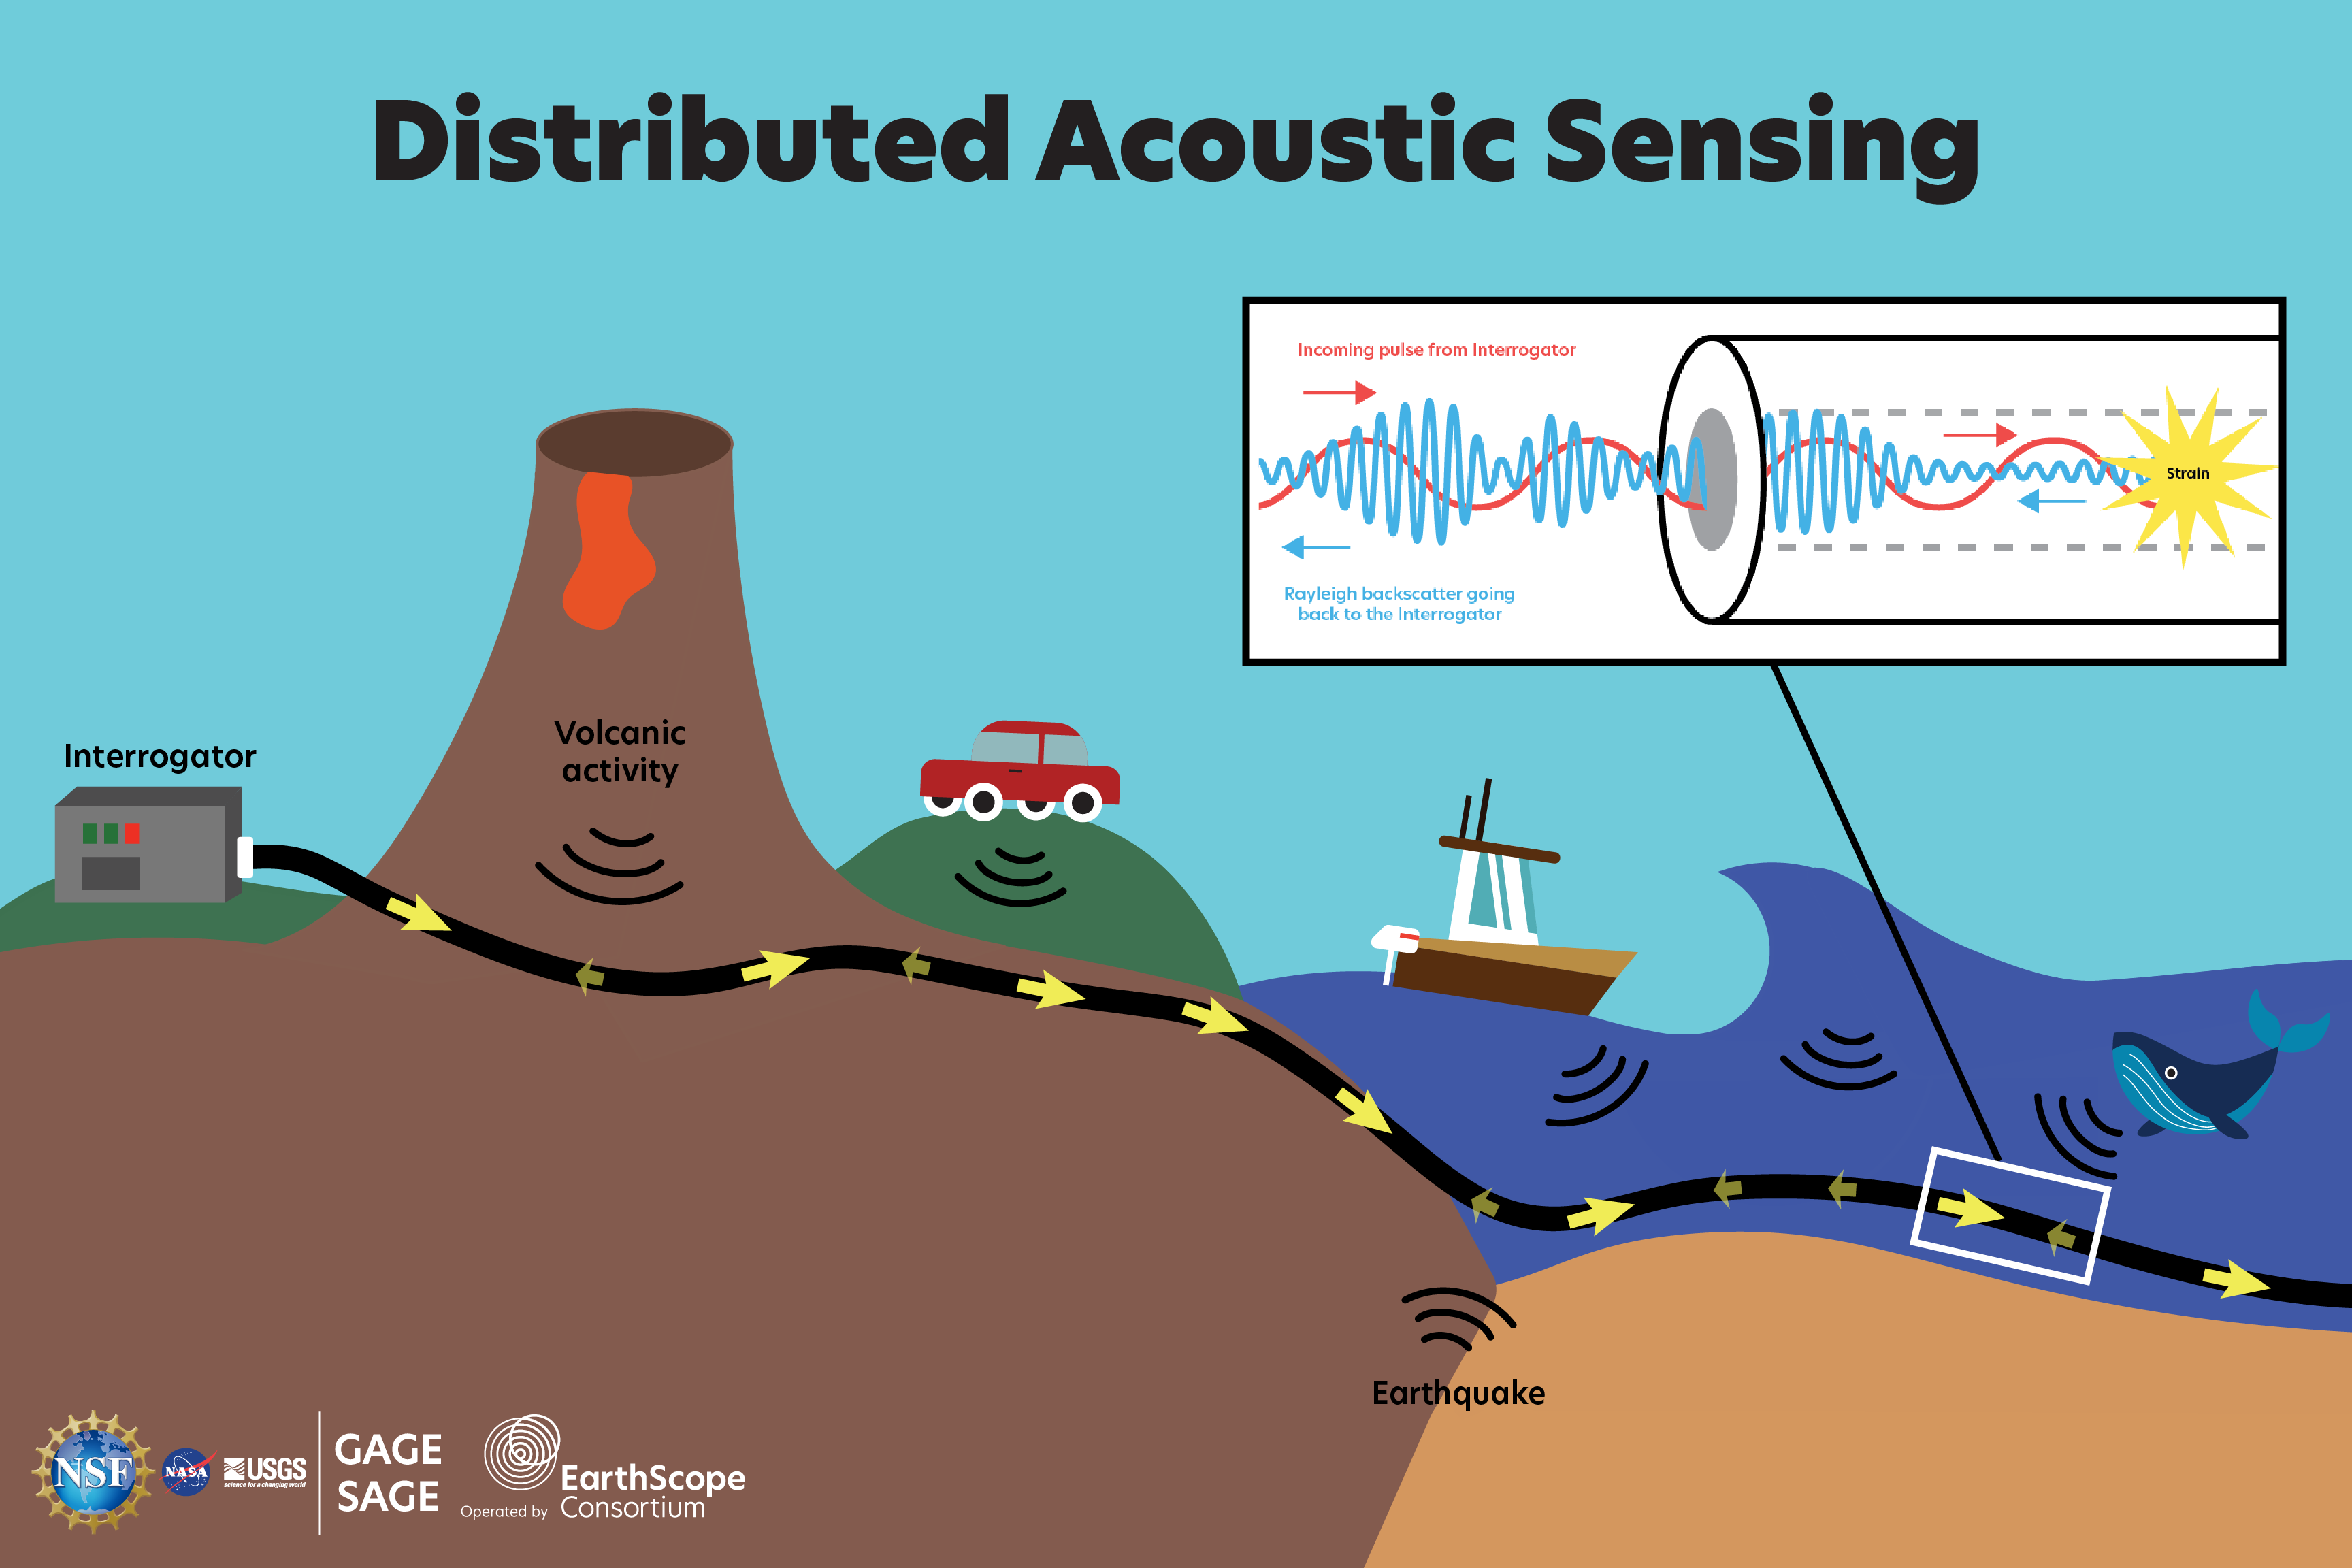 Distributed Acoustic Sensing
Incoming pulse from Interrogator
Strain
Rayleigh backscatter going
back to the Interrogator
Interrogator
Volcanic
activity
Earthquake
NSF
NASA
USGS
science for a changing world
GAGE
SAGE
Operated by
EarthScope
Consortium